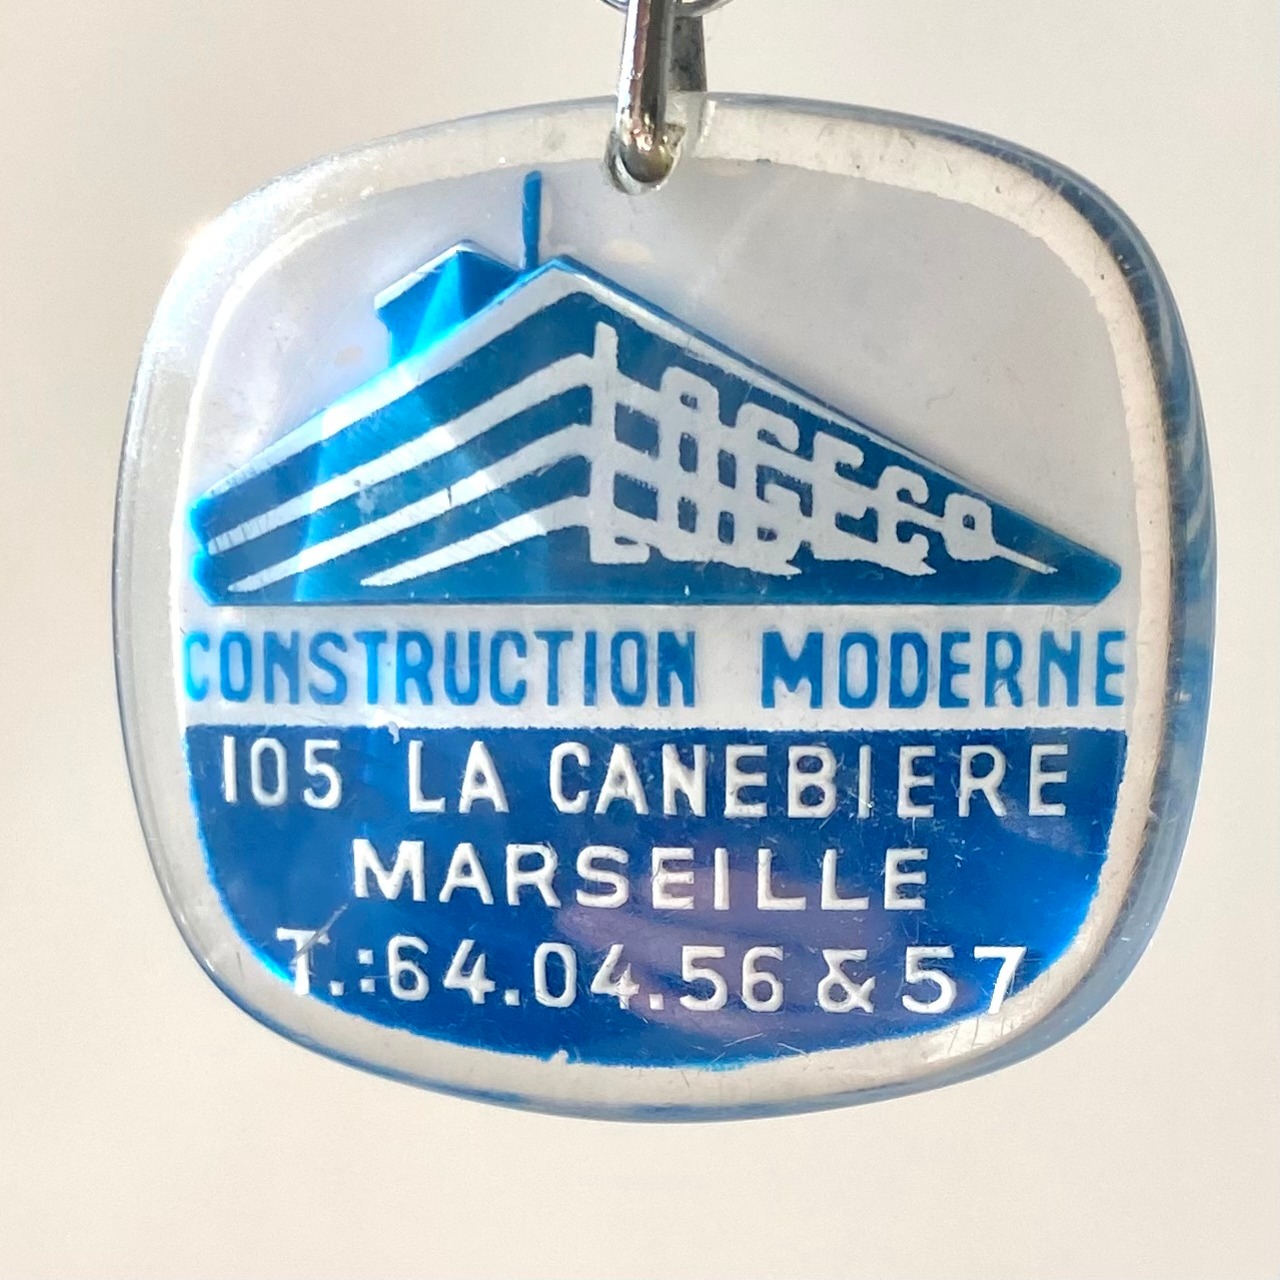 LOGECO
CONSTRUCTION MODERNE
105 LA CANEBIERE
MARSEILLE
T.:64.04.56 & 57